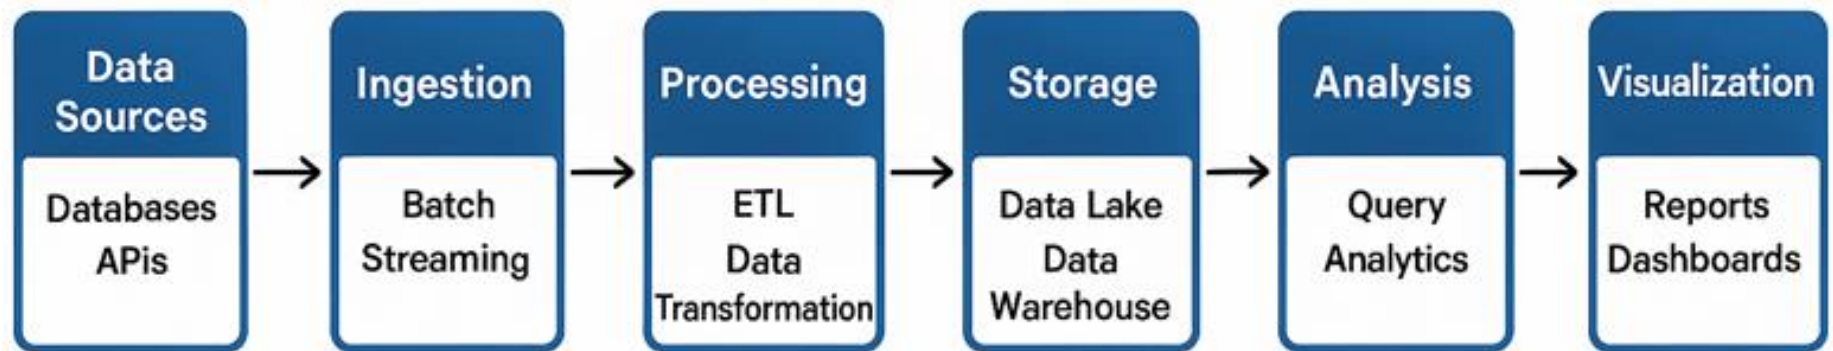 Data
Sources
Databases
APis
Ingestion
Batch
Streaming
Processing
ETL
Data
Transformation
Storage
Data Lake
Data
Warehouse
Analysis
Query
Analytics
Visualization
Reports
Dashboards